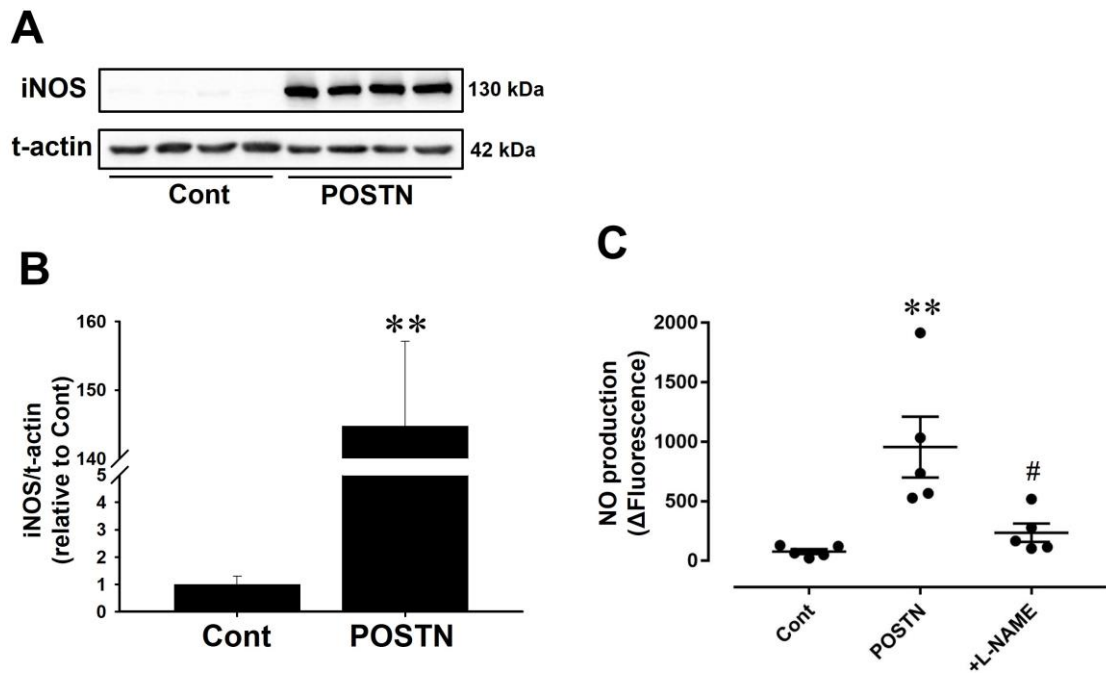 A
iNOS
130 kDa
t-actin
42 kDa
Cont
POSTN
B
iNOS/t-actin
(relative to Cont)
160
150
140
5
4
3
2
1
0
**
Cont
POSTN
C
NO production
(ΔFluorescence)
2000
1500
1000
500
0
**
#
Cont
POSTN
+L-NAME